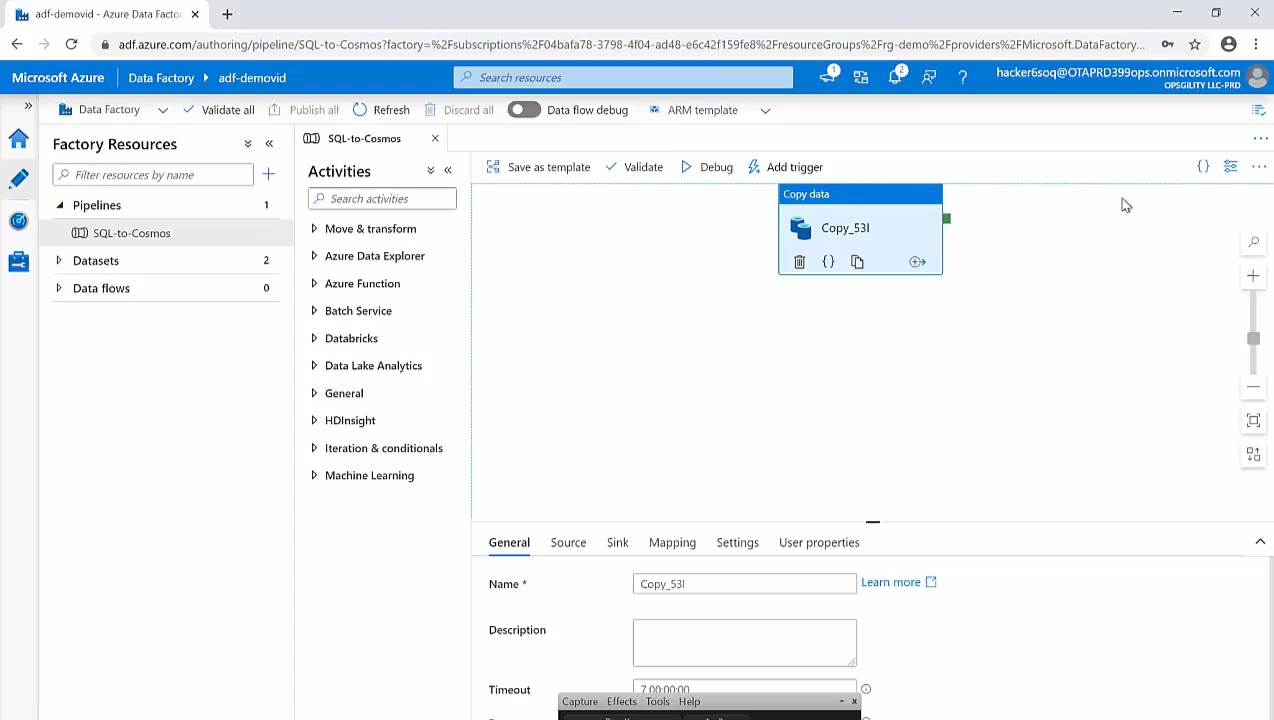 adf-demovid - Azure Data Factor
adf.azure.com/authoring/pipeline/SQL-to-Cosmos?factory=%2Fsubscriptions%2F04bafa78-3798-4f04-ad48-e6c42f159fe8%2FresourceGroups%2Frg-demo%2Fproviders%2FMicrosoft.DataFactory...
Microsoft Azure
Data Factory
adf-demovid
Search resources
1
2
hacker6soq@OTAPRD399ops.onmicrosoft.com
OPSGILITY LLC-PRD
Data Factory
Validate all
Publish all
Refresh
Discard all
Data flow debug
ARM template
Factory Resources
Filter resources by name
Pipelines 1
SQL-to-Cosmos
Datasets 2
Data flows 0
SQL-to-Cosmos
Activities
Search activities
Move & transform
Azure Data Explorer
Azure Function
Batch Service
Databricks
Data Lake Analytics
General
HDInsight
Iteration & conditionals
Machine Learning
Save as template
Validate
Debug
Add trigger
Copy data
Copy_53l
General
Source
Sink
Mapping
Settings
User properties
Name *
Copy_53l
Learn more
Description
Timeout
7.00:00:00
Capture Effects Tools Help